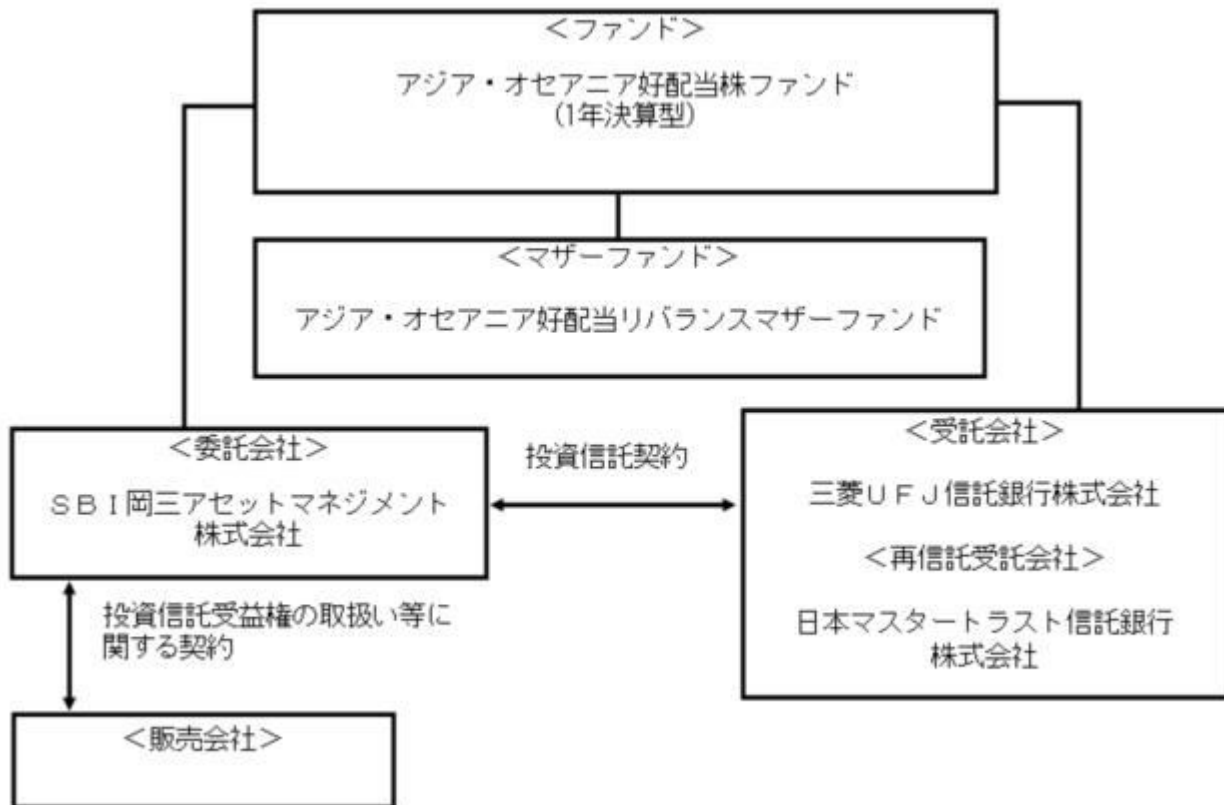 ＜ファンド＞
アジア・オセアニア好配当株ファンド
(1年決算型)
＜マザーファンド＞
アジア・オセアニア好配当リバランスマザーファンド
＜委託会社＞
ＳＢＩ岡三アセットマネジメント
株式会社
投資信託契約
＜受託会社＞
三菱ＵＦＪ信託銀行株式会社
＜再信託受託会社＞
日本マスタートラスト信託銀行
株式会社
投資信託受益権の取扱い等に
関する契約
＜販売会社＞